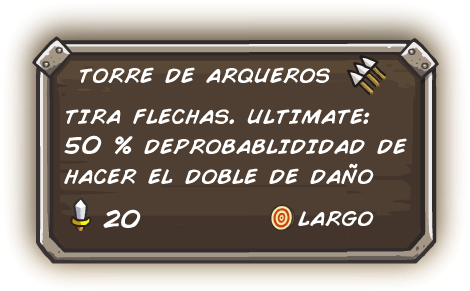 TORRE DE ARQUEROS
TIRA FLECHAS. ULTIMATE:
50 % DEPROBABLIDIDAD DE
HACER EL DOBLE DE DAÑO
20 LARGO